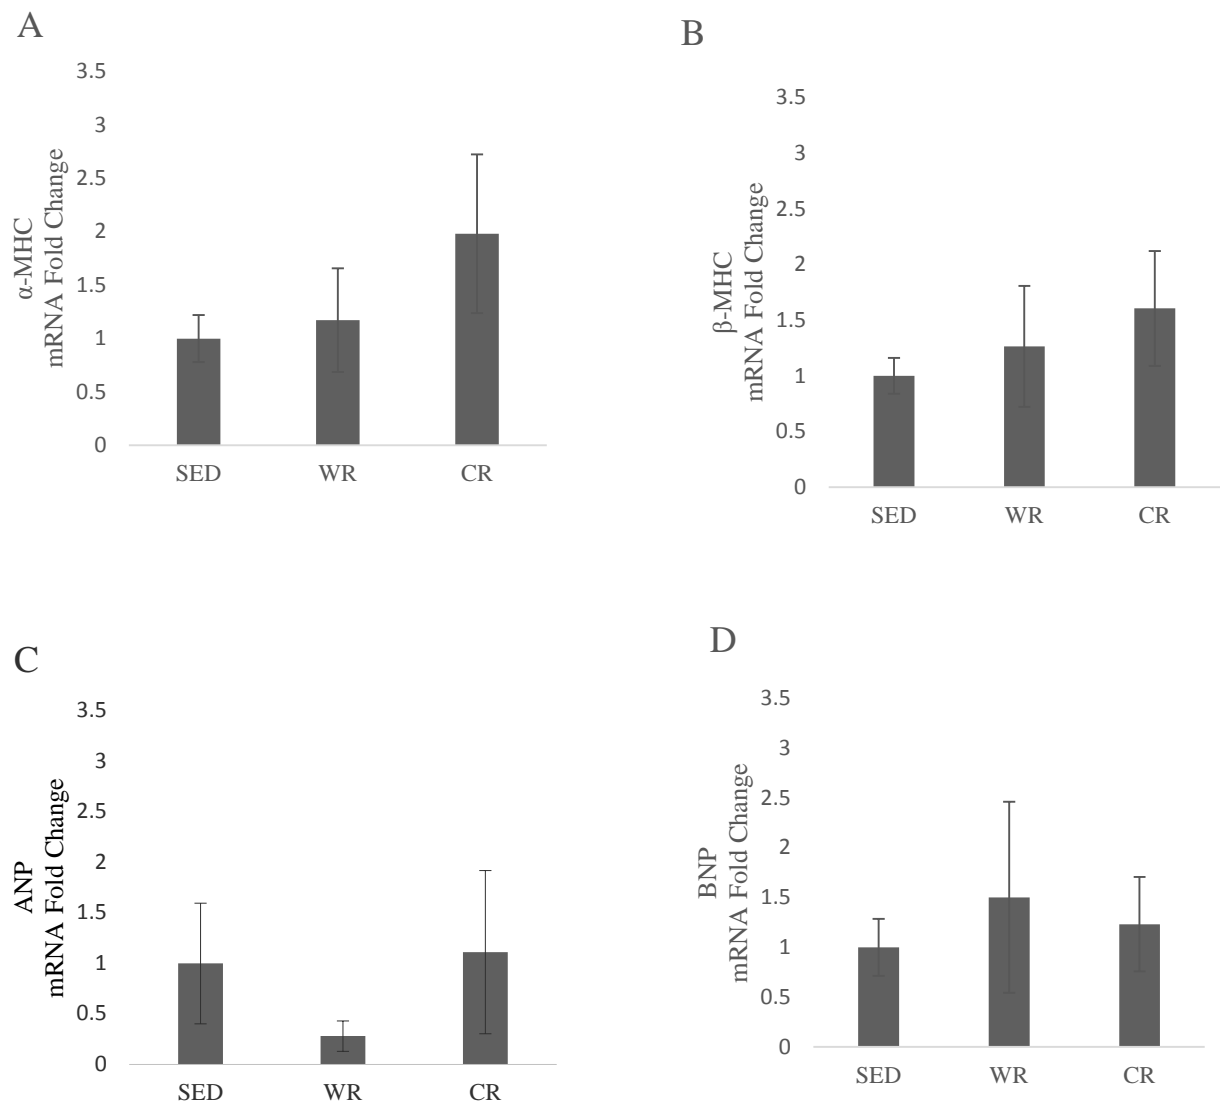 A
α-MHC
mRNA Fold Change
3.5
3
2.5
2
1.5
1
0.5
0
SED WR CR
B
β-MHC
mRNA Fold Change
3.5
3
2.5
2
1.5
1
0.5
0
SED WR CR
C
ANP
mRNA Fold Change
3.5
3
2.5
2
1.5
1
0.5
0
SED WR CR
D
BNP
mRNA Fold Change
3.5
3
2.5
2
1.5
1
0.5
0
SED WR CR